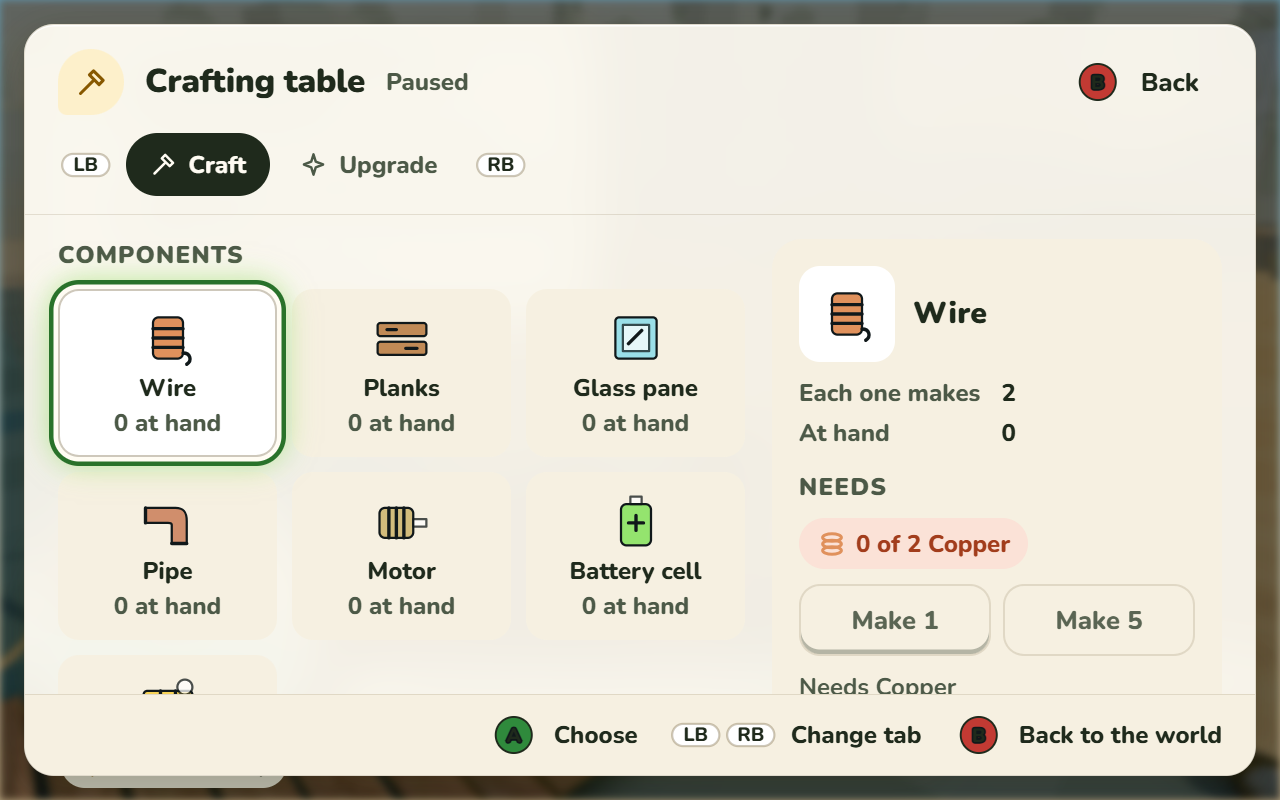 Crafting table Paused
B Back
LB Craft Upgrade RB
COMPONENTS
Wire
0 at hand
Planks
0 at hand
Glass pane
0 at hand
Pipe
0 at hand
Motor
0 at hand
Battery cell
0 at hand
Wire
Each one makes 2
At hand 0
NEEDS
0 of 2 Copper
Make 1 Make 5
Needs Copper
A Choose LB RB Change tab B Back to the world